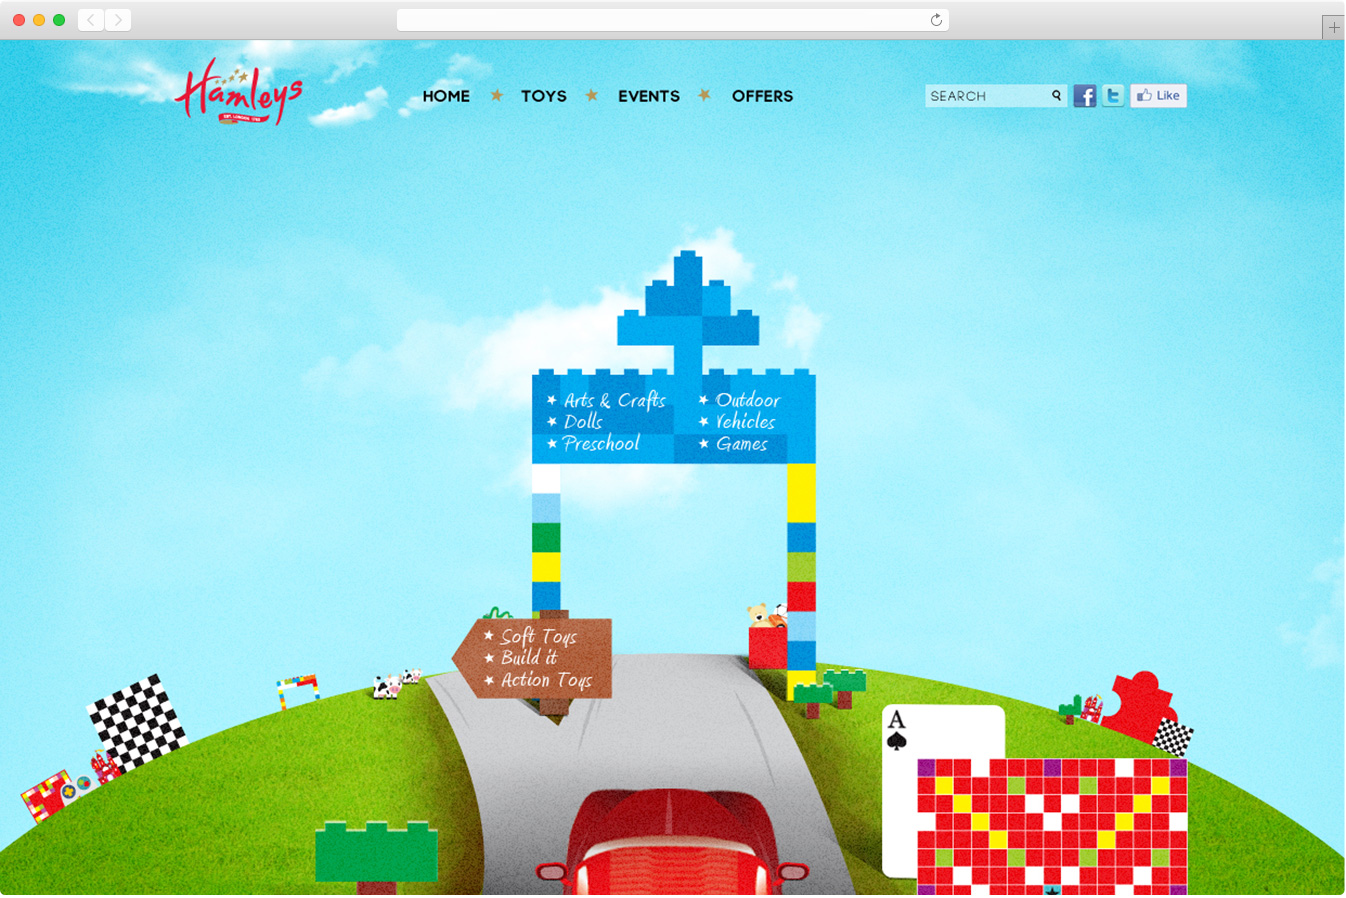 Hamleys
EST. LONDON 1760
HOME
TOYS
EVENTS
OFFERS
SEARCH
f
t
Like
Arts & Crafts
Dolls
Preschool
Outdoor
Vehicles
Games
Soft Toys
Build it
Action Toys
A